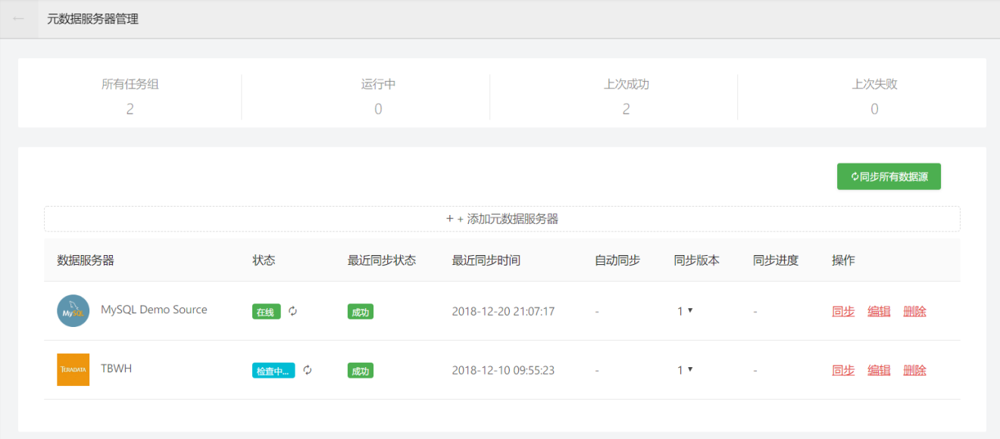 ← 元数据服务器管理
所有任务组 运行中 上次成功 上次失败
2 0 2 0
同步所有数据源
+ + 添加元数据服务器
数据服务器 状态 最近同步状态 最近同步时间 自动同步 同步版本 同步进度 操作
MySQL MySQL Demo Source 在线 成功 2018-12-20 21:07:17 - 1 ▼ - 同步 编辑 删除
TERADATA TBWH 检查中... 成功 2018-12-10 09:55:23 - 1 ▼ - 同步 编辑 删除